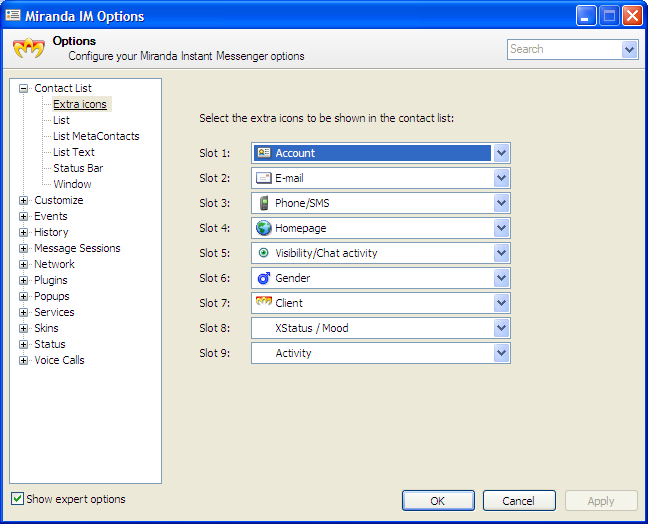 Miranda IM Options
Options
Configure your Miranda Instant Messenger options
Search
Contact List
Extra icons
List
List MetaContacts
List Text
Status Bar
Window
Customize
Events
History
Message Sessions
Network
Plugins
Popups
Services
Skins
Status
Voice Calls
Select the extra icons to be shown in the contact list:
Slot 1: Account
Slot 2: E-mail
Slot 3: Phone/SMS
Slot 4: Homepage
Slot 5: Visibility/Chat activity
Slot 6: Gender
Slot 7: Client
Slot 8: XStatus / Mood
Slot 9: Activity
Show expert options
OK Cancel Apply